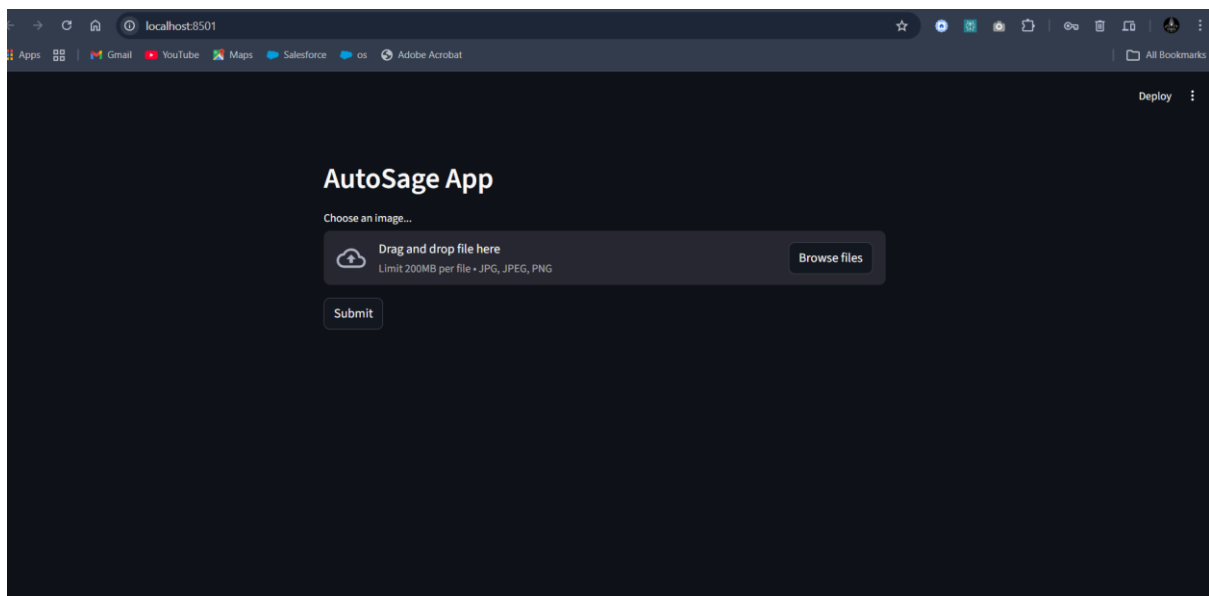 localhost:8501
Apps Gmail YouTube Maps Salesforce os Adobe Acrobat All Bookmarks
Deploy
AutoSage App
Choose an image...
Drag and drop file here
Limit 200MB per file • JPG, JPEG, PNG
Browse files
Submit